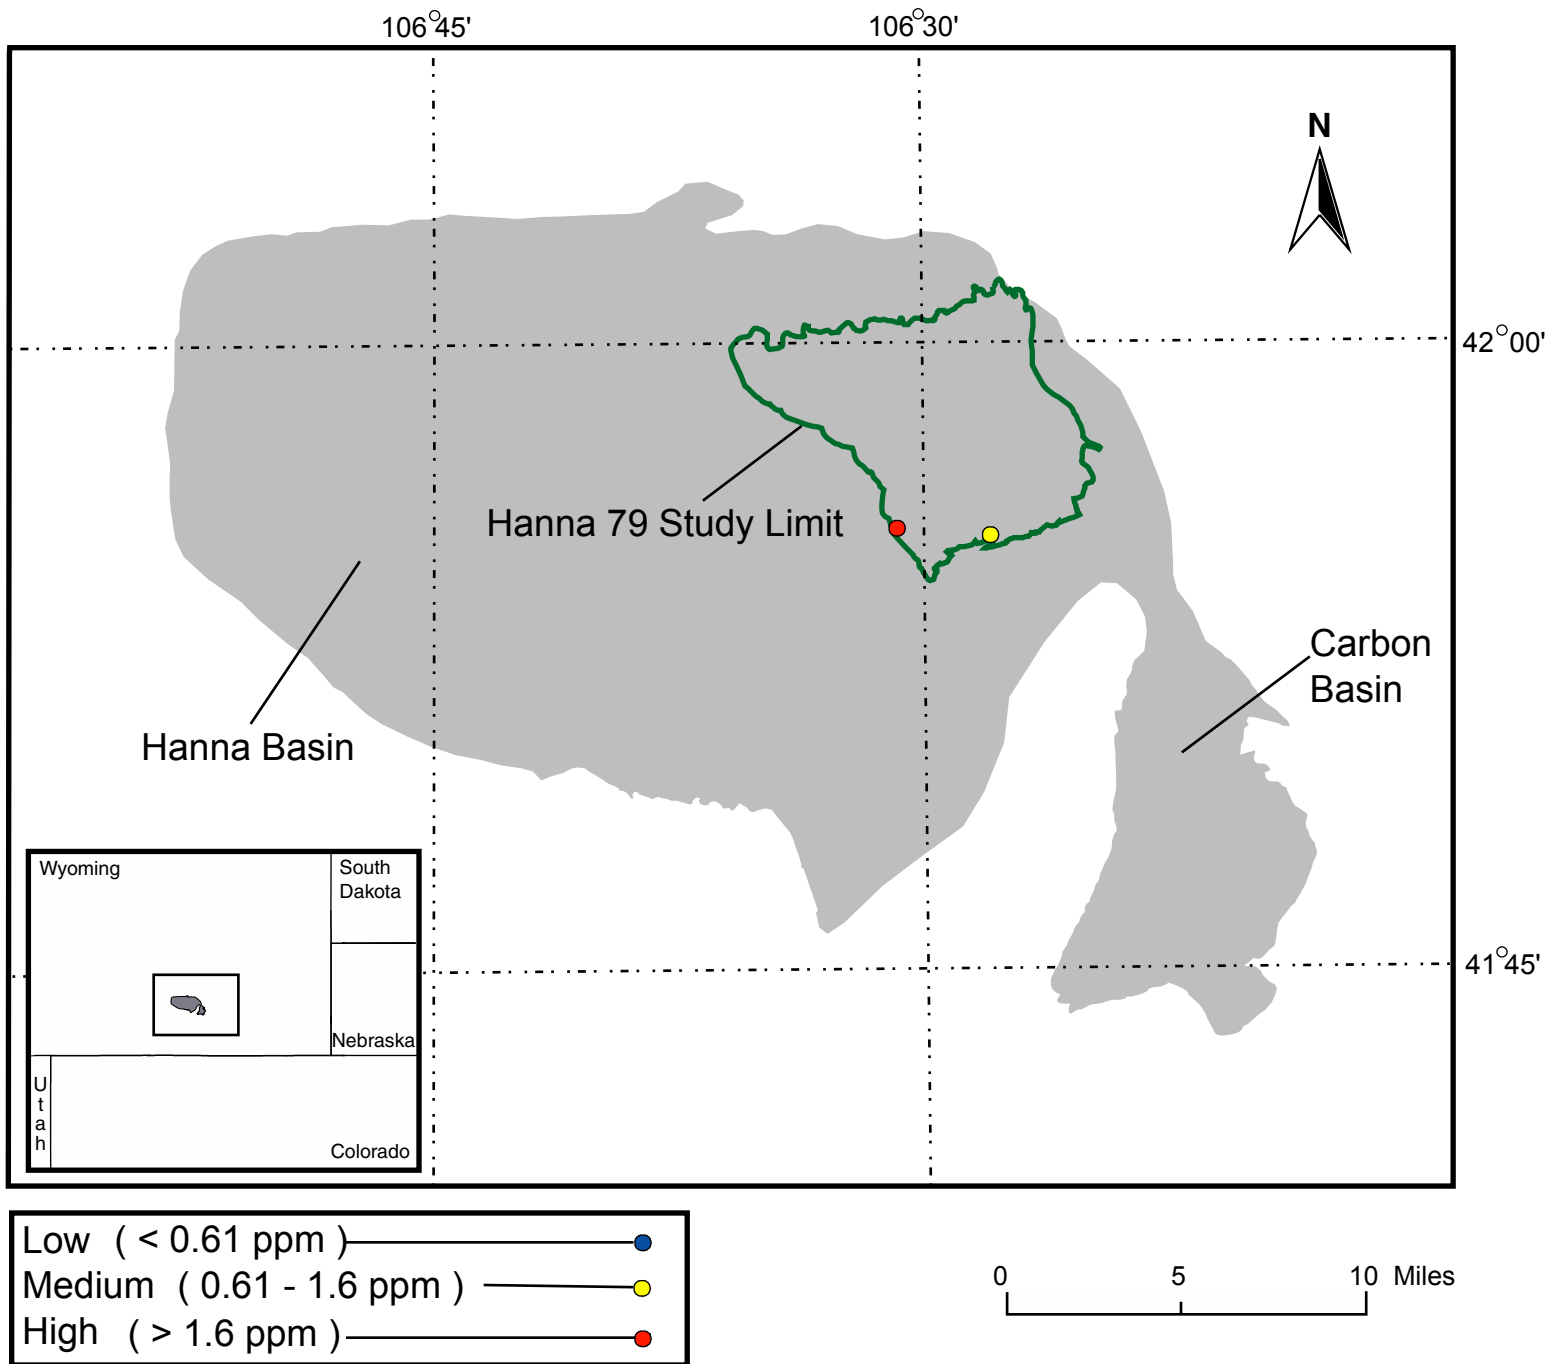 106°45'
106°30'
N
42°00'
Hanna 79 Study Limit
Carbon
Basin
Hanna Basin
Wyoming
South
Dakota
41°45'
Nebraska
Utah
Colorado
Low ( < 0.61 ppm )
Medium ( 0.61 - 1.6 ppm )
High ( > 1.6 ppm )
0 5 10 Miles